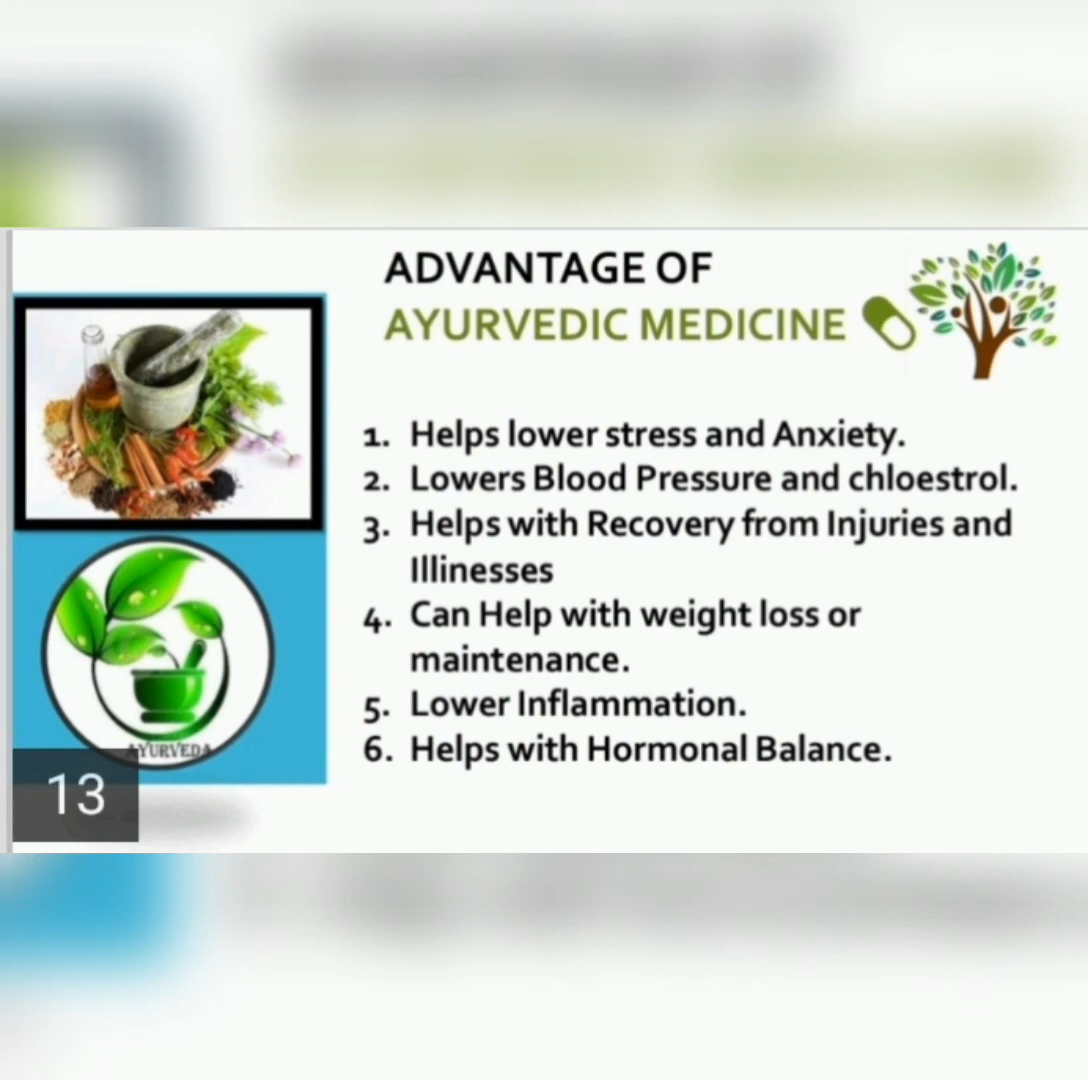 ADVANTAGE OF
AYURVEDIC MEDICINE
1. Helps lower stress and Anxiety.
2. Lowers Blood Pressure and chloestrol.
3. Helps with Recovery from Injuries and
Illinesses
4. Can Help with weight loss or
maintenance.
5. Lower Inflammation.
6. Helps with Hormonal Balance.
AYURVEDA
13